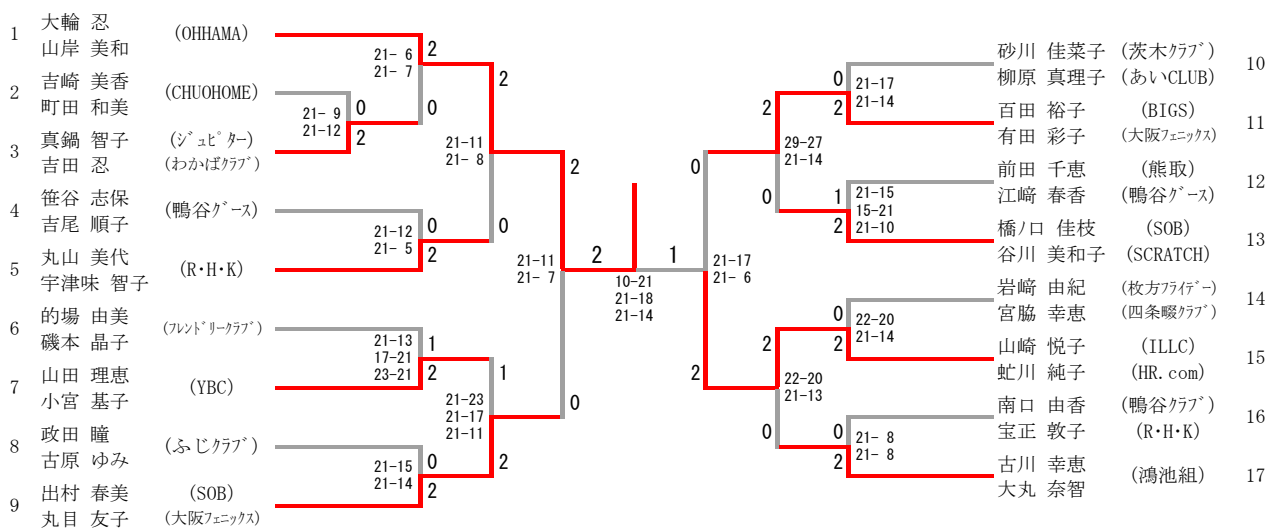 1 大輪 忍 (OHHAMA)
山岸 美和
2 吉崎 美香 (CHUOHOME)
町田 和美
3 真鍋 智子 (ｼﾞｭﾋﾟﾀｰ)
吉田 忍 (わかばｸﾗﾌﾞ)
4 笹谷 志保 (鴨谷ｸﾞｰｽ)
吉尾 順子
5 丸山 美代 (R・H・K)
宇津味 智子
6 的場 由美 (ﾌﾚﾝﾄﾞﾘｰｸﾗﾌﾞ)
磯本 晶子
7 山田 理恵 (YBC)
小宮 基子
8 政田 瞳 (ふじｸﾗﾌﾞ)
古原 ゆみ
9 出村 春美 (SOB)
丸目 友子 (大阪ﾌェﾆックス)
21- 9
21-12
0
2
21- 6
21- 7
2
0
21-12
21- 5
0
2
21-13
17-21
23-21
1
2
21-15
21-14
0
2
21-11
21- 8
2
0
21-23
21-17
21-11
1
2
21-11
21- 7
2
0
2
1
10-21
21-18
21-14
21-17
21- 6
0
2
29-27
21-14
2
0
22-20
21-13
2
0
0
2
21-17
21-14
1
2
21-15
15-21
21-10
0
2
22-20
21-14
0
2
21- 8
21- 8
砂川 佳菜子 (茨木ｸﾗﾌﾞ) 10
柳原 真理子 (あいCLUB)
百田 裕子 (BIGS) 11
有田 彩子 (大阪ﾌｪﾆｯｸｽ)
前田 千恵 (熊取) 12
江﨑 春香 (鴨谷ｸﾞｰｽ)
橋ノ口 佳枝 (SOB) 13
谷川 美和子 (SCRATCH)
岩﨑 由紀 (枚方ﾌﾗｲﾃﾞｰ) 14
宮脇 幸恵 (四条畷ｸﾗﾌﾞ)
山崎 悦子 (ILLC) 15
虻川 純子 (HR.com)
南口 由香 (鴨谷ｸﾗﾌﾞ) 16
宝正 敦子 (R・H・K)
古川 幸恵 (鴻池組) 17
大丸 奈智